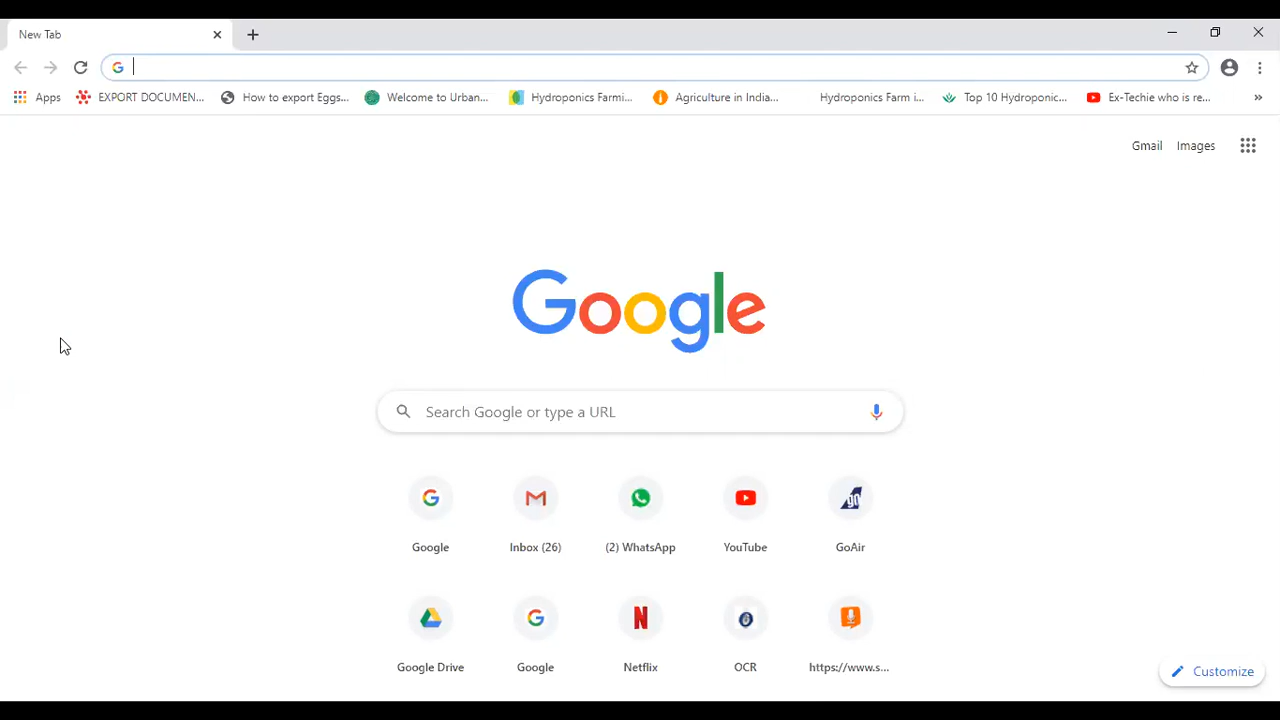 New Tab
Apps EXPORT DOCUMEN... How to export Eggs... Welcome to Urban... Hydroponics Farmi... Agriculture in India... Hydroponics Farm i... Top 10 Hydroponic... Ex-Techie who is re... »
Gmail Images
Google
Search Google or type a URL
Google Inbox (26) (2) WhatsApp YouTube GoAir
Google Drive Google Netflix OCR https://www.s...
Customize